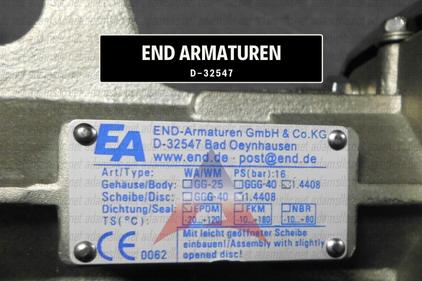 END ARMATUREN
D-32547
EA END-Armaturen GmbH & Co.KG
D-32547 Bad Oeynhausen
www.end.de · post@end.de
Art/Type: WA/WM PS(bar):16
Gehäuse/Body: GG-25 GGG-40 1.4408
Scheibe/Disc: GGG-40 1.4408
Dichtung/Seal: EPDM FKM NBR
TS(°C): -20..+120 -10..+180 -10..+80
CE 0062 Mit leicht geöffneter Scheibe
einbauen!/Assembly with slightly
opened disc!